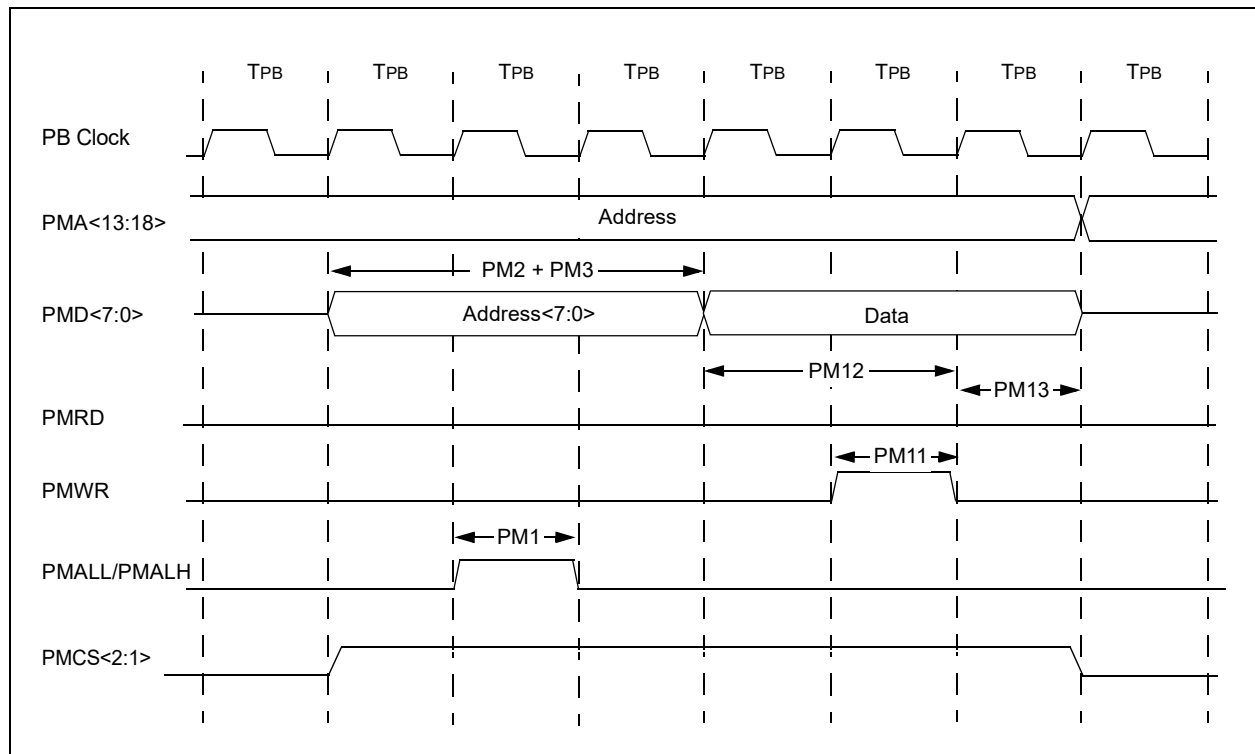 TPB TPB TPB TPB TPB TPB TPB TPB
PB Clock
PMA<13:18>
Address
PM2 + PM3
PMD<7:0>
Address<7:0>
Data
PM12
PM13
PMRD
PM11
PMWR
PM1
PMALL/PMALH
PMCS<2:1>